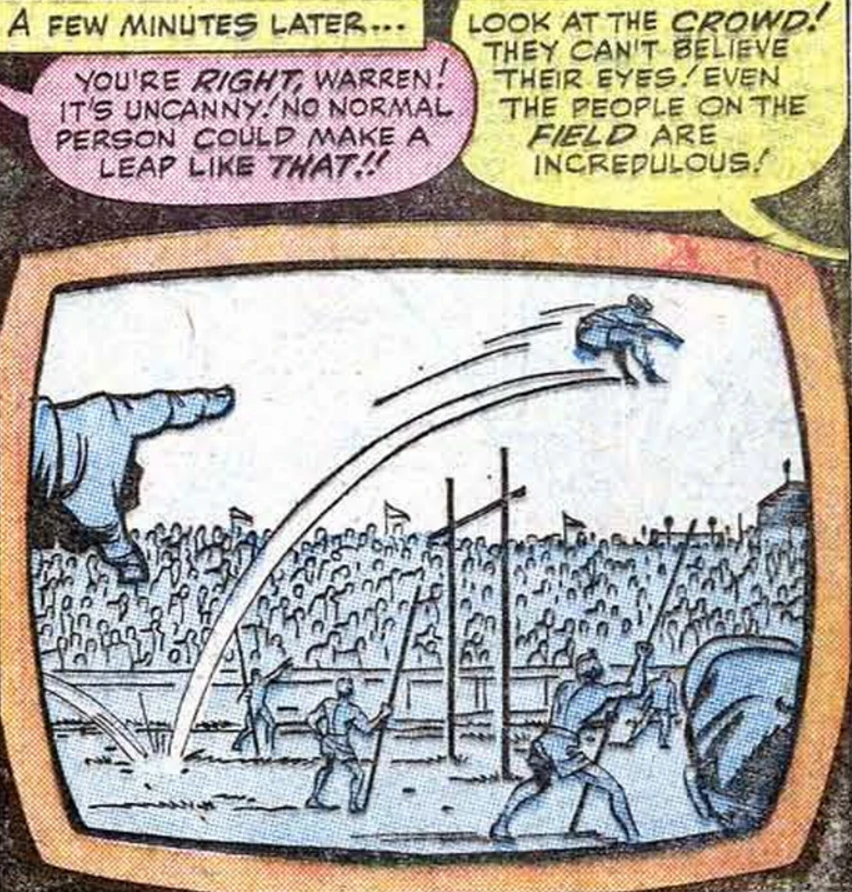 A FEW MINUTES LATER...
YOU'RE RIGHT, WARREN!
IT'S UNCANNY! NO NORMAL
PERSON COULD MAKE A
LEAP LIKE THAT!!
LOOK AT THE CROWD!
THEY CAN'T BELIEVE
THEIR EYES! EVEN
THE PEOPLE ON THE
FIELD ARE
INCREDULOUS!